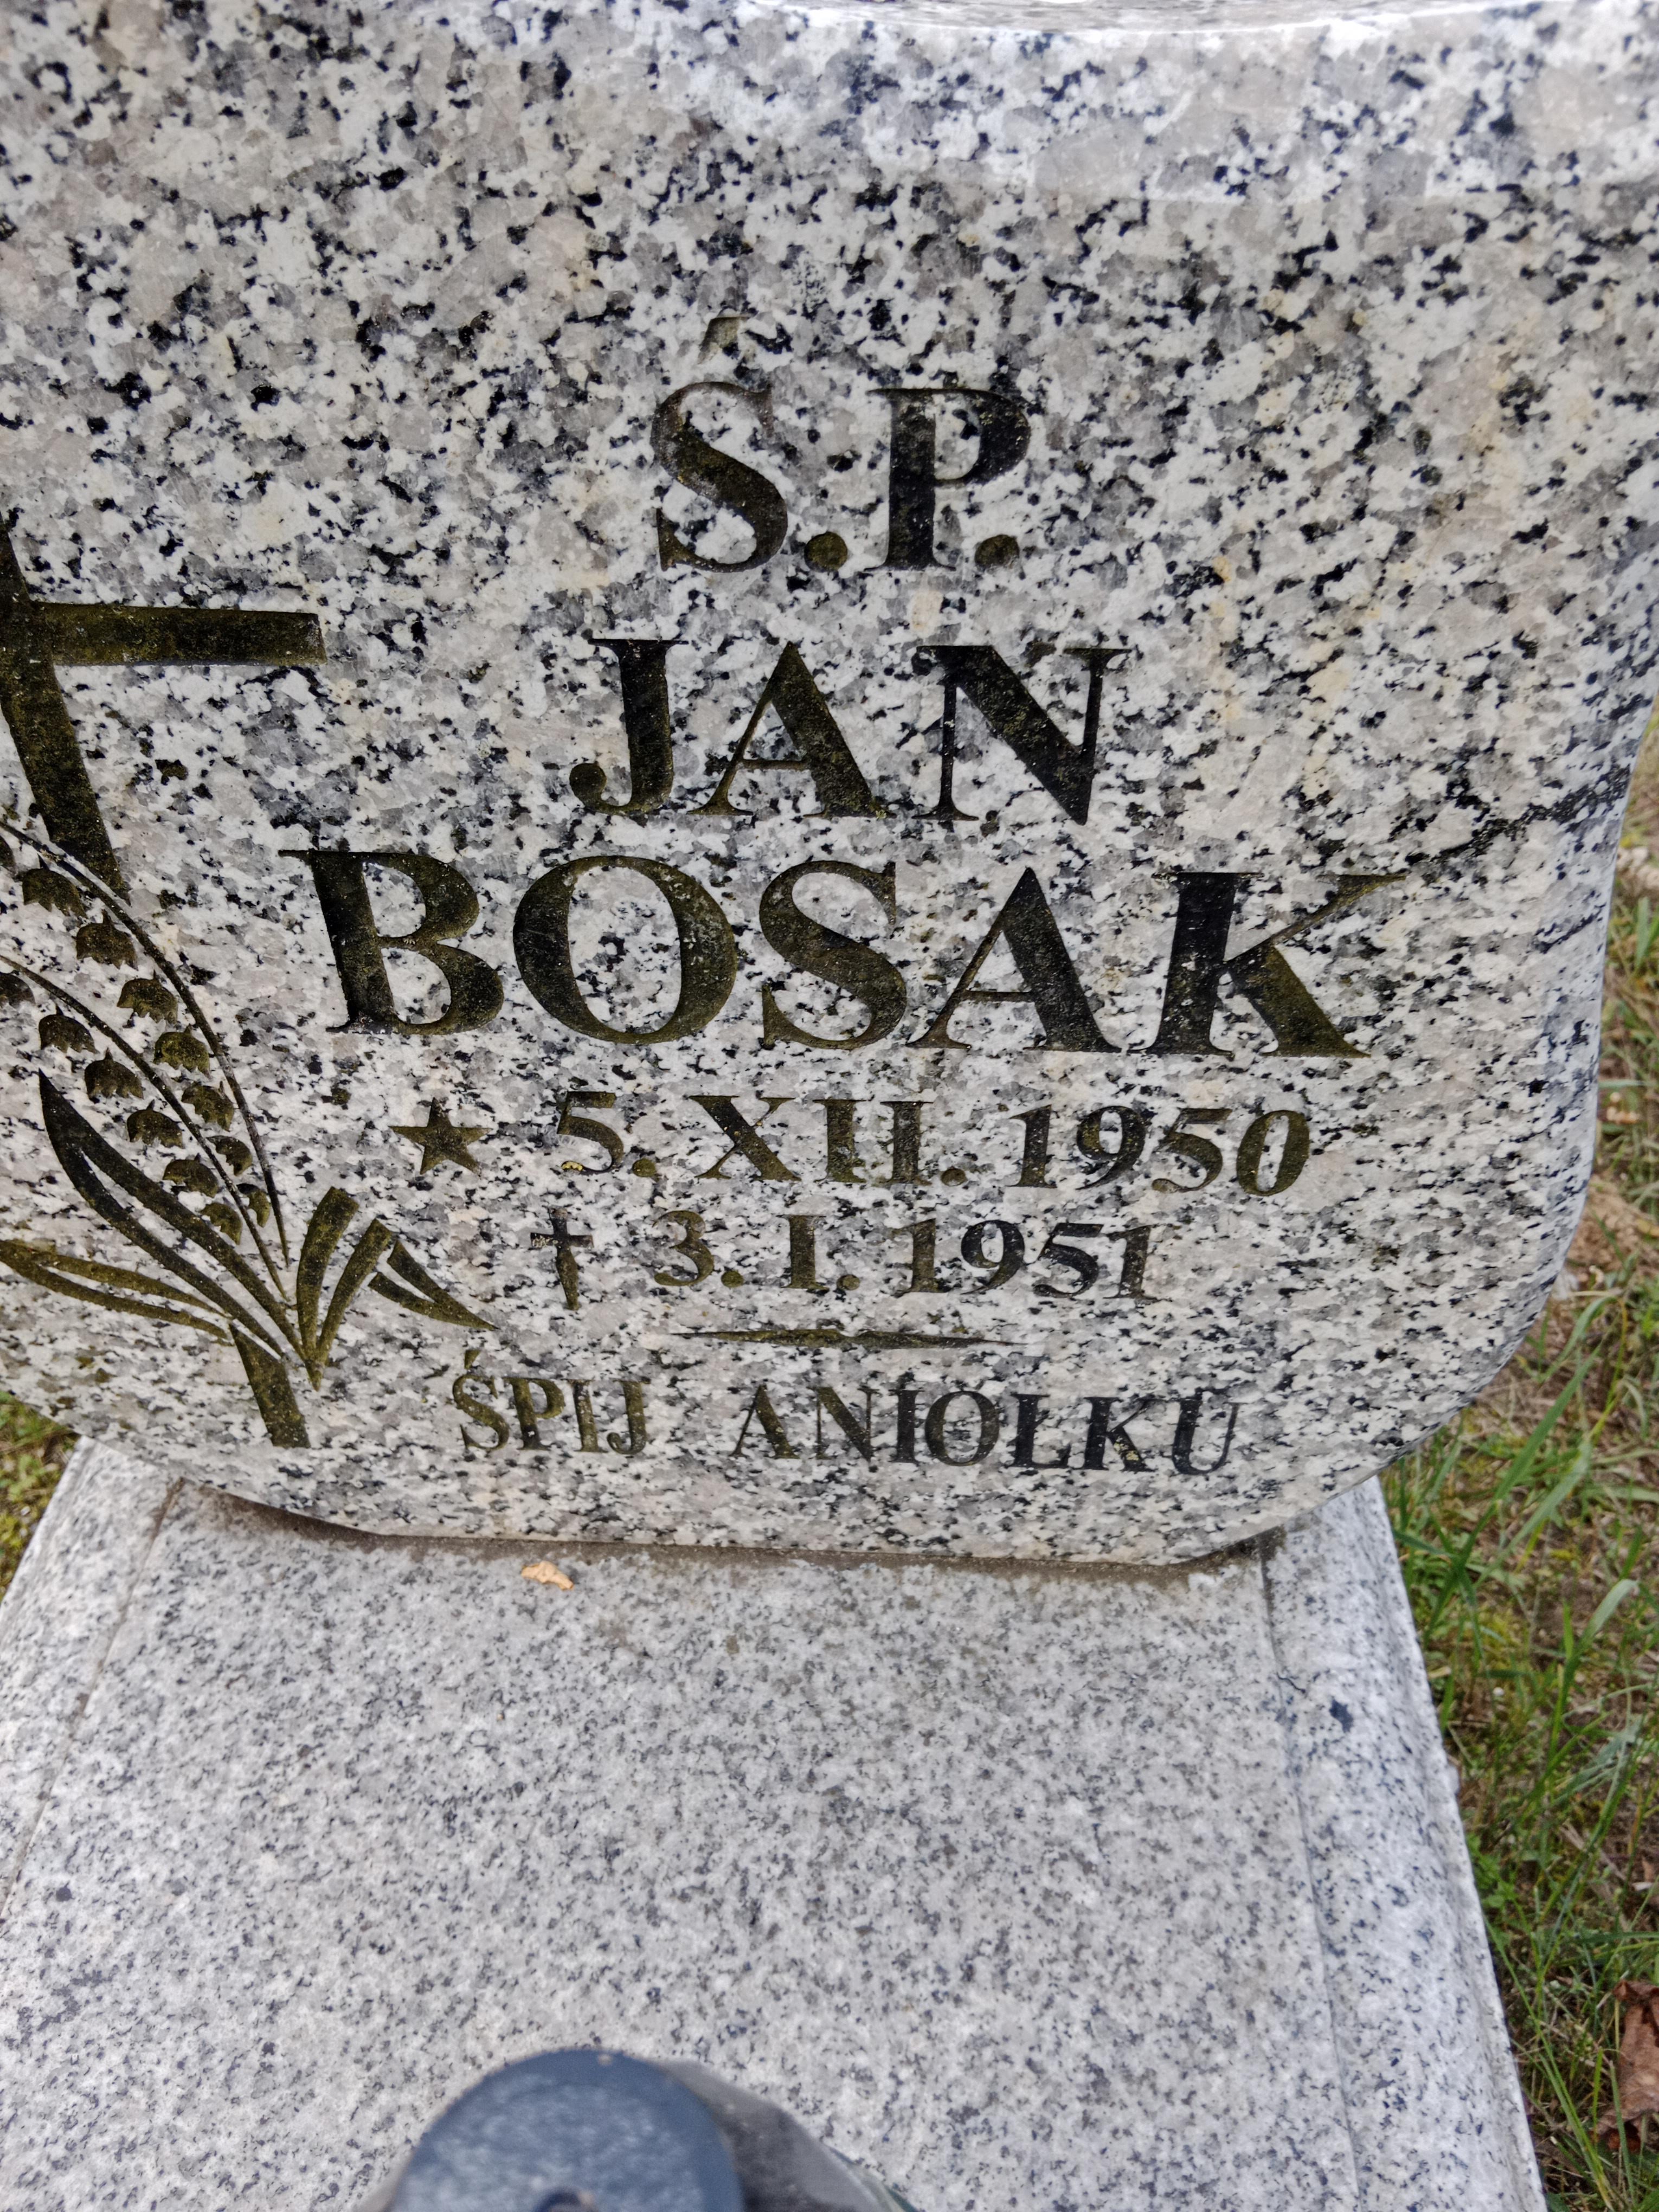 Ś.P.
JAN
BOSAK
★ 5. XII. 1950
† 3. I. 1951
ŚPIJ ANIOŁKU